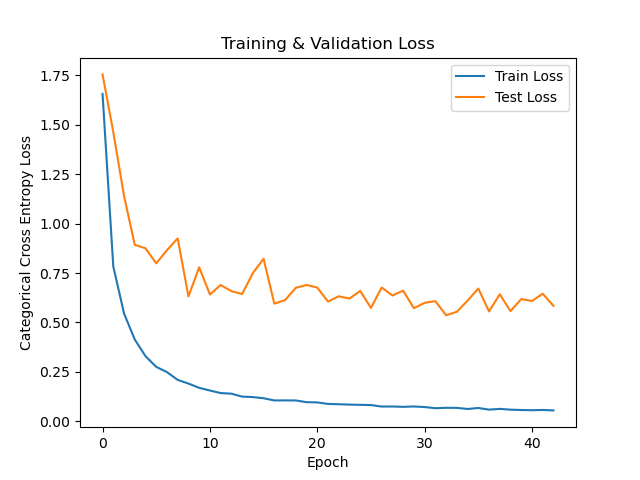 Training & Validation Loss
Train Loss
Test Loss
Categorical Cross Entropy Loss
1.75
1.50
1.25
1.00
0.75
0.50
0.25
0.00
0
10
20
30
40
Epoch